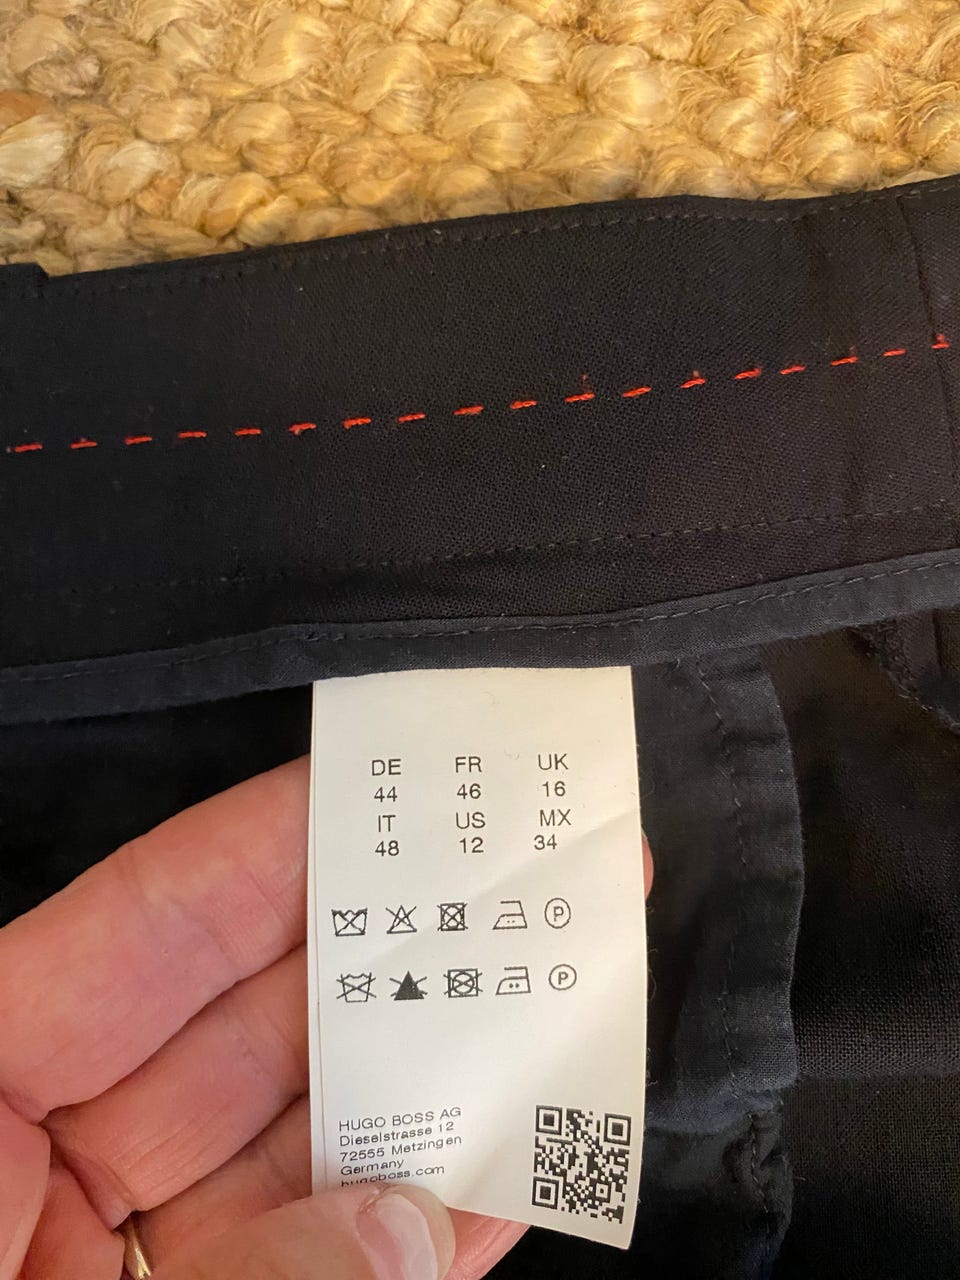 DE FR UK
44 46 16
IT US MX
48 12 34
P
P
HUGO BOSS AG
Dieselstrasse 12
72555 Metzingen
Germany
hugoboss.com